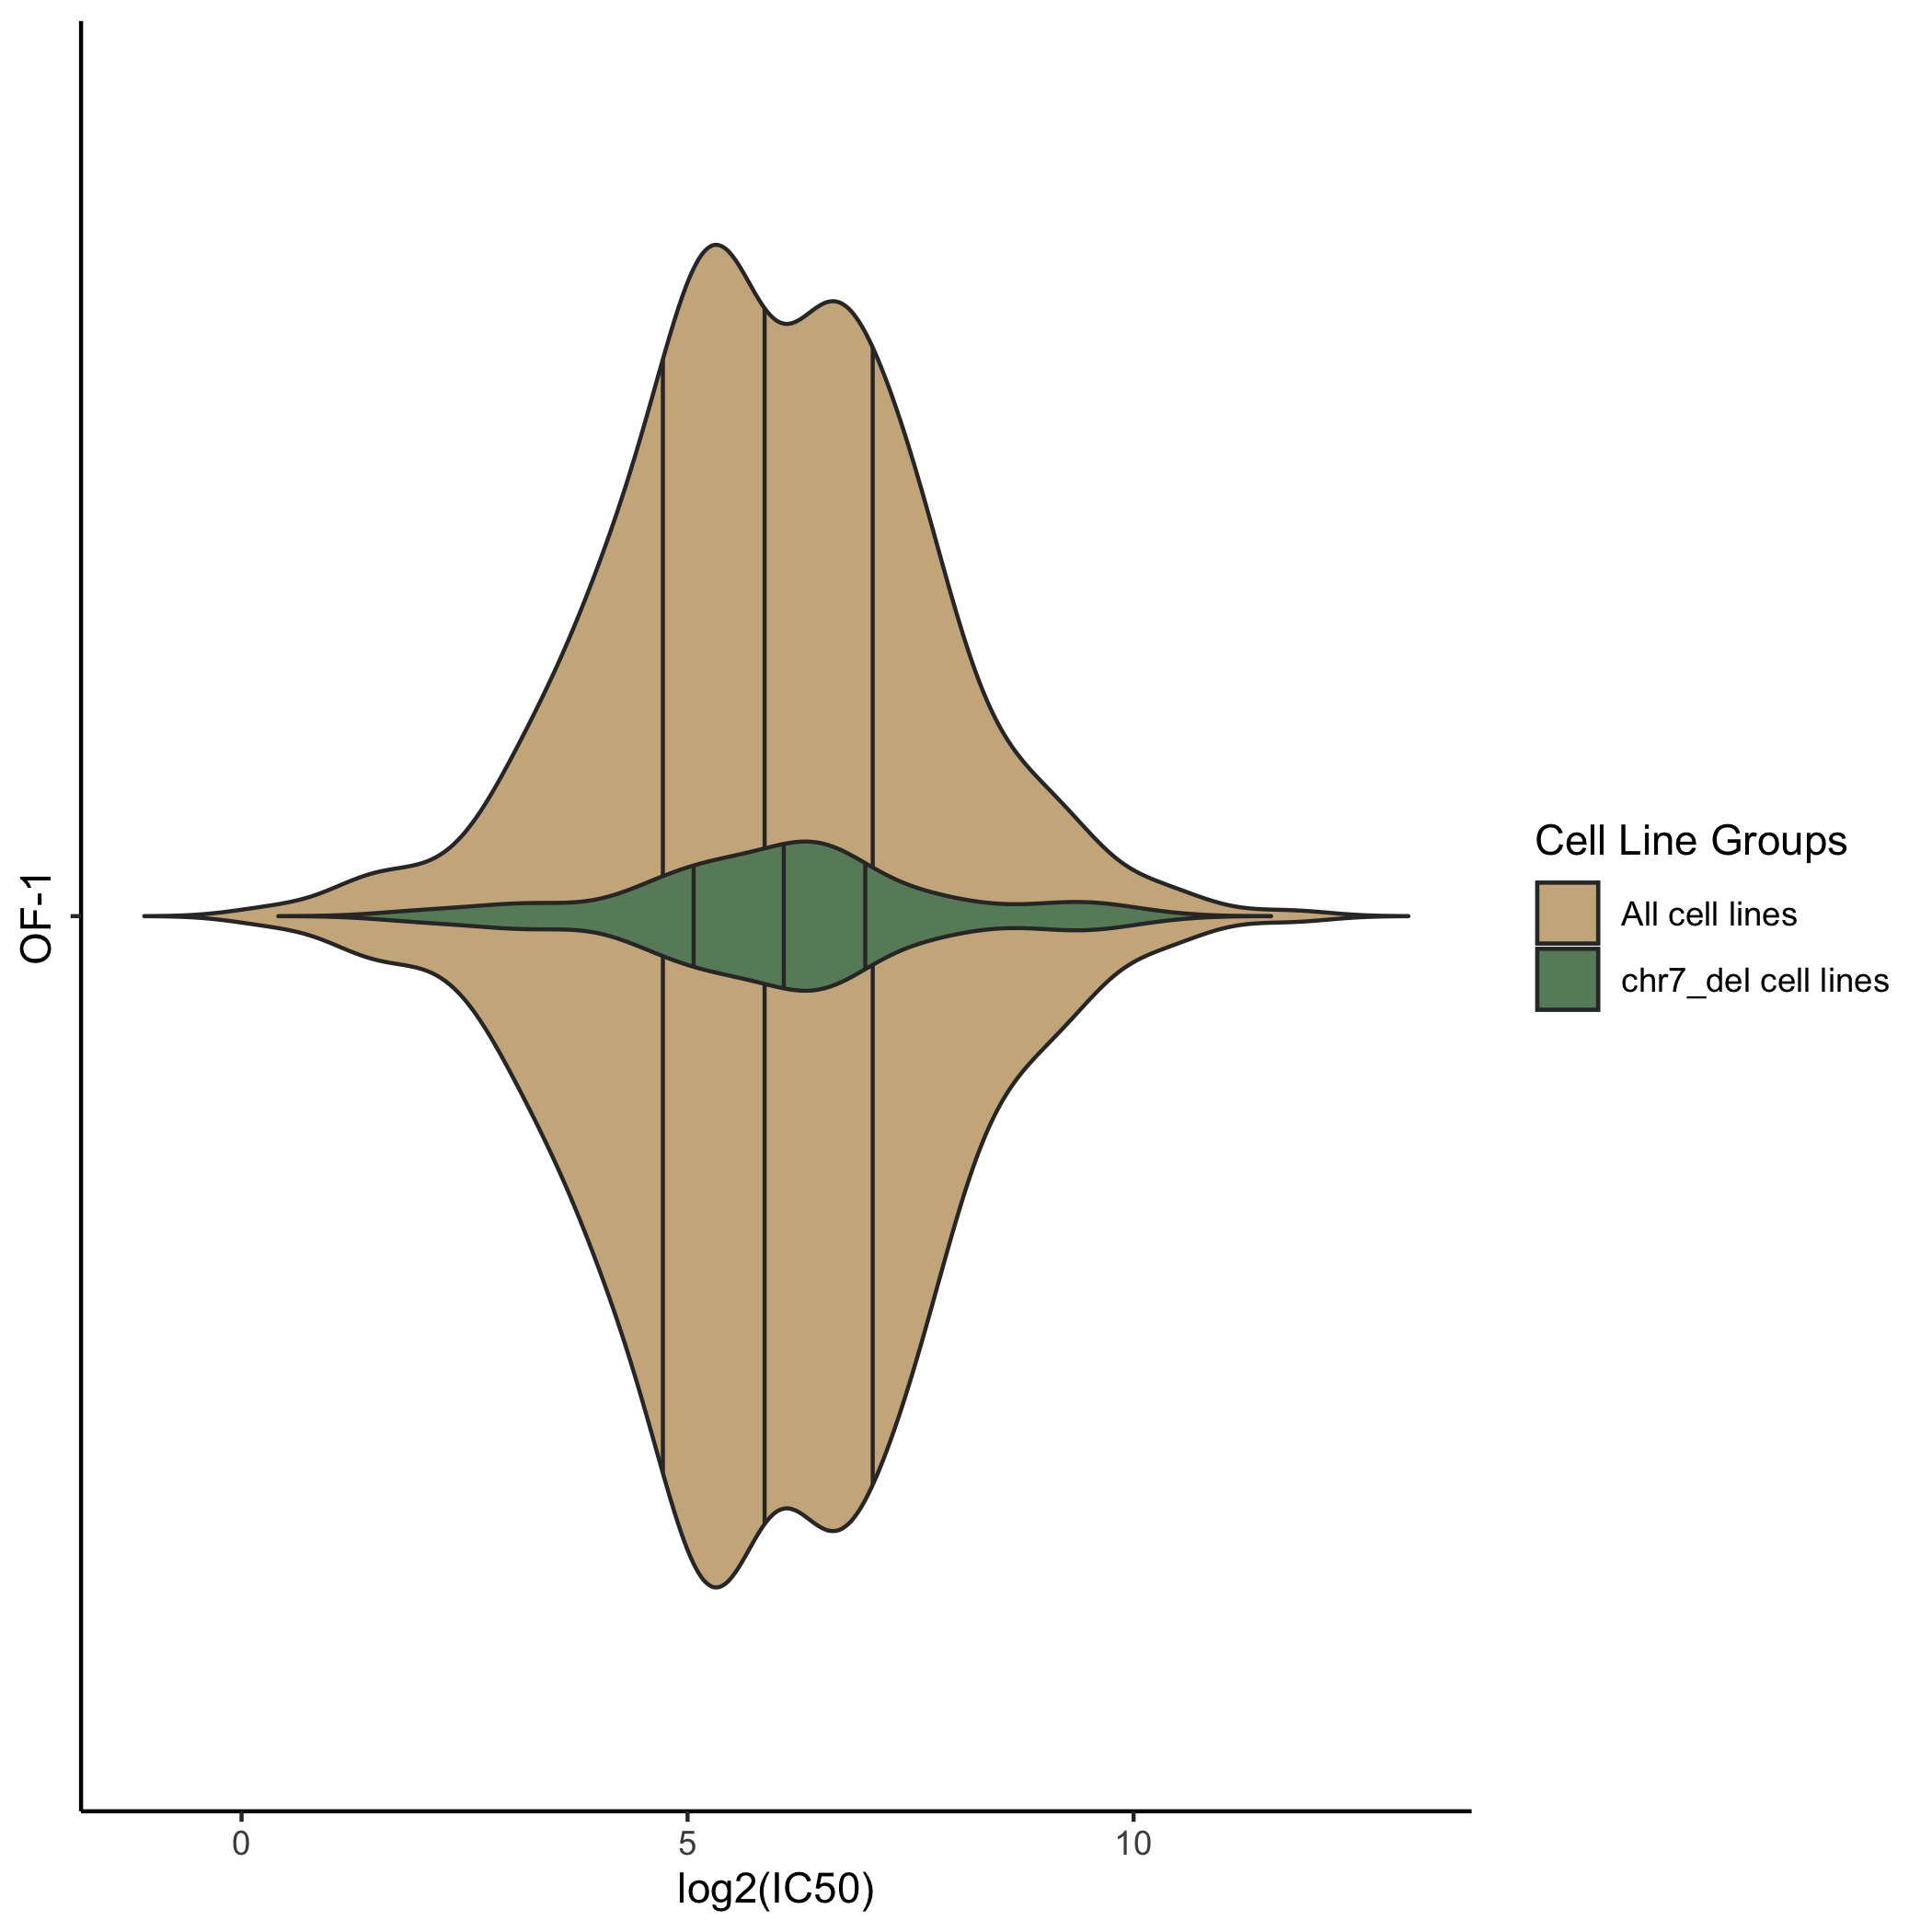 OF-1
0
5
10
log2(IC50)
Cell Line Groups
All cell lines
chr7_del cell lines